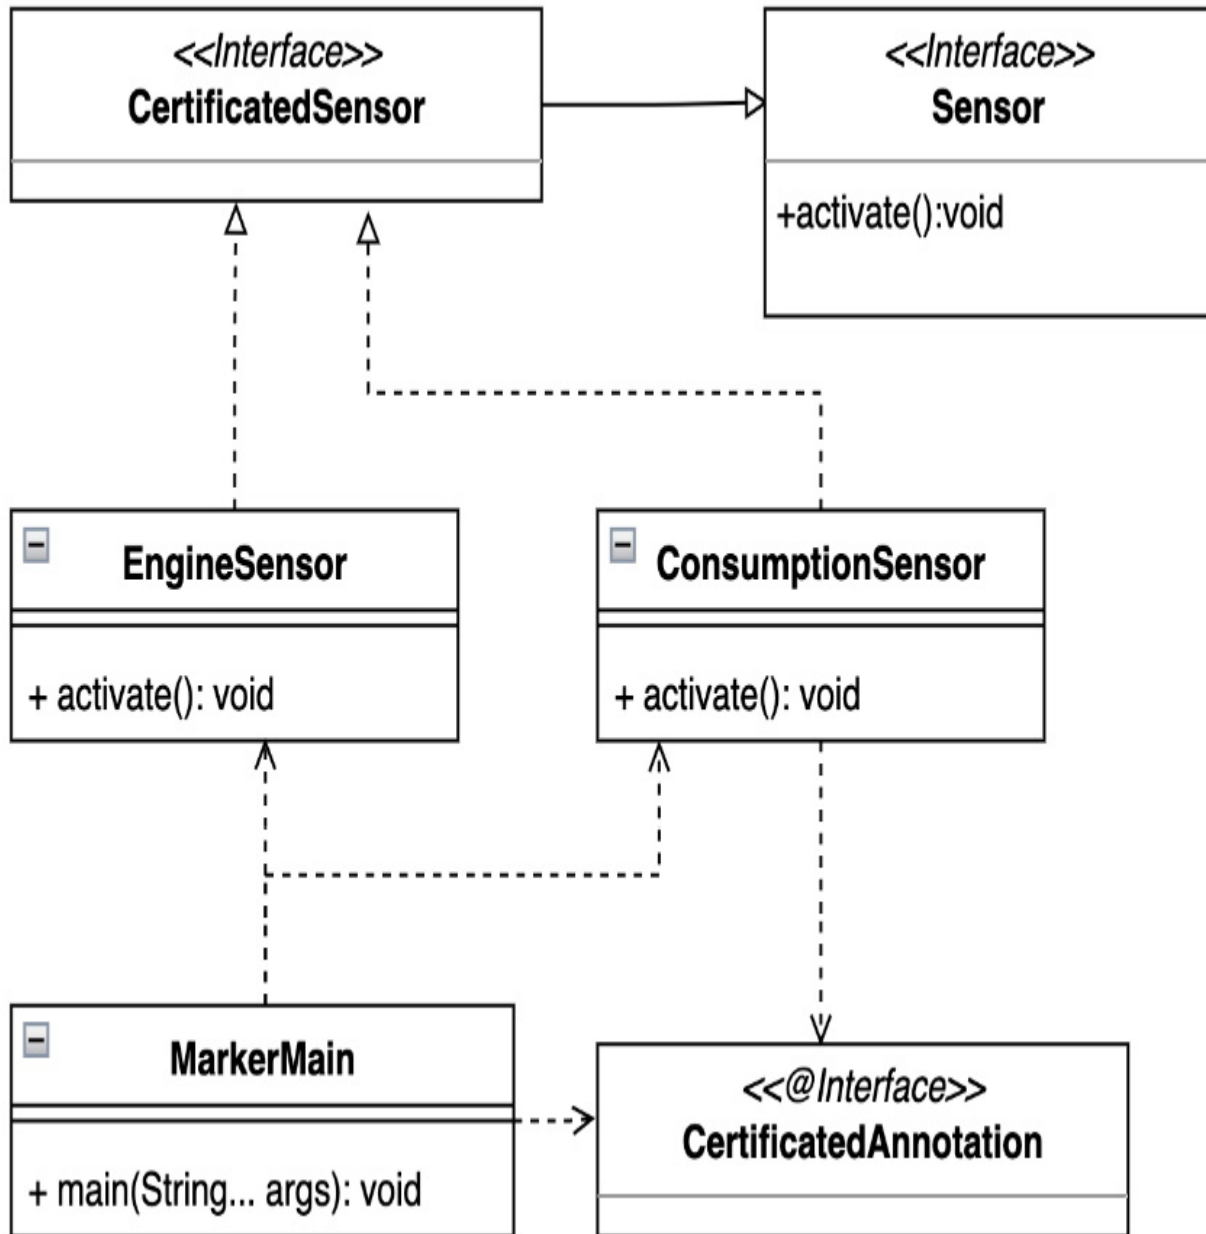 <<Interface>>
CertificatedSensor
<<Interface>>
Sensor
+activate():void
EngineSensor
+ activate(): void
ConsumptionSensor
+ activate(): void
MarkerMain
+ main(String... args): void
<<@Interface>>
CertificatedAnnotation